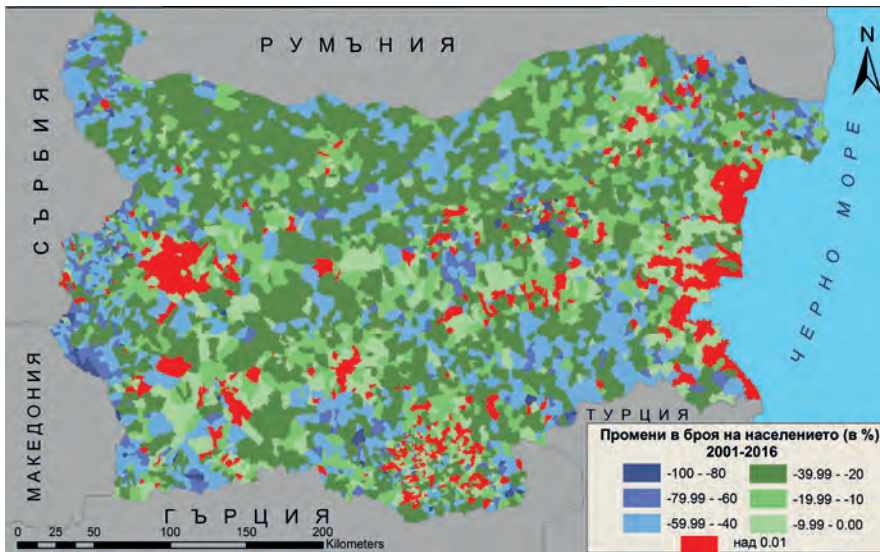 РУМЪНИЯ
N
СЪРБИЯ
ЧЕРНО МОРЕ
МАКЕДОНИЯ
ТУРЦИЯ
ГЪРЦИЯ
Промени в броя на населението (в %)
2001-2016
-100 - -80
-39.99 - -20
-79.99 - -60
-19.99 - -10
-59.99 - -40
-9.99 - 0.00
над 0.01
0 25 50 100 150 200
Kilometers